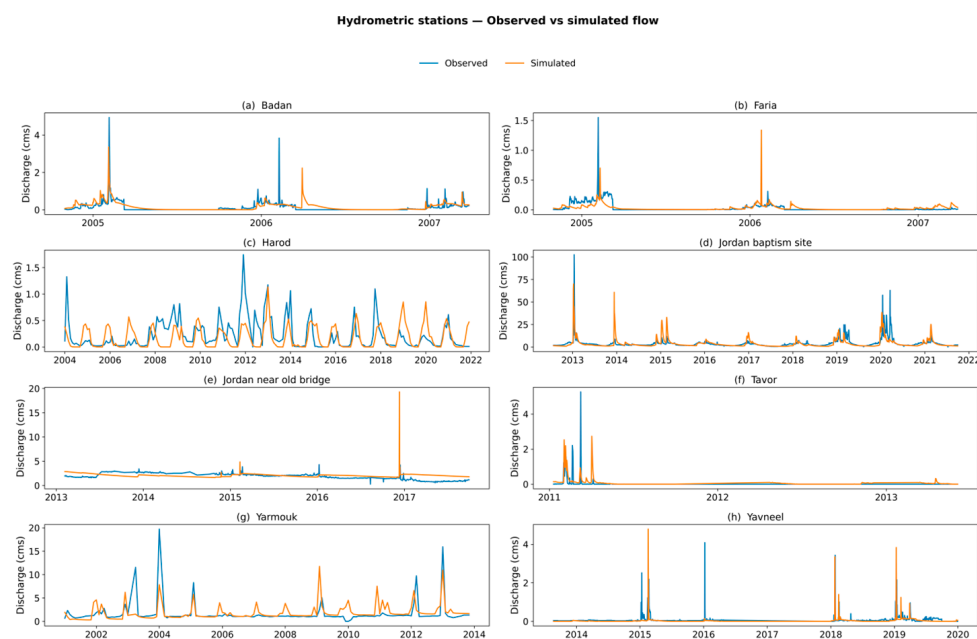 Hydrometric stations — Observed vs simulated flow
Observed Simulated
(a) Badan
Discharge (cms)
4
2
0
2005 2006 2007
(b) Faria
Discharge (cms)
1.5
1.0
0.5
0.0
2005 2006 2007
(c) Harod
Discharge (cms)
1.5
1.0
0.5
0.0
2004 2006 2008 2010 2012 2014 2016 2018 2020 2022
(d) Jordan baptism site
Discharge (cms)
100
75
50
25
0
2013 2014 2015 2016 2017 2018 2019 2020 2021
(e) Jordan near old bridge
Discharge (cms)
20
15
10
5
0
2013 2014 2015 2016 2017
(f) Tavor
Discharge (cms)
4
2
0
2011 2012 2013
(g) Yarmouk
Discharge (cms)
20
15
10
5
0
2002 2004 2006 2008 2010 2012 2014
(h) Yavneel
Discharge (cms)
4
2
0
2014 2015 2016 2017 2018 2019